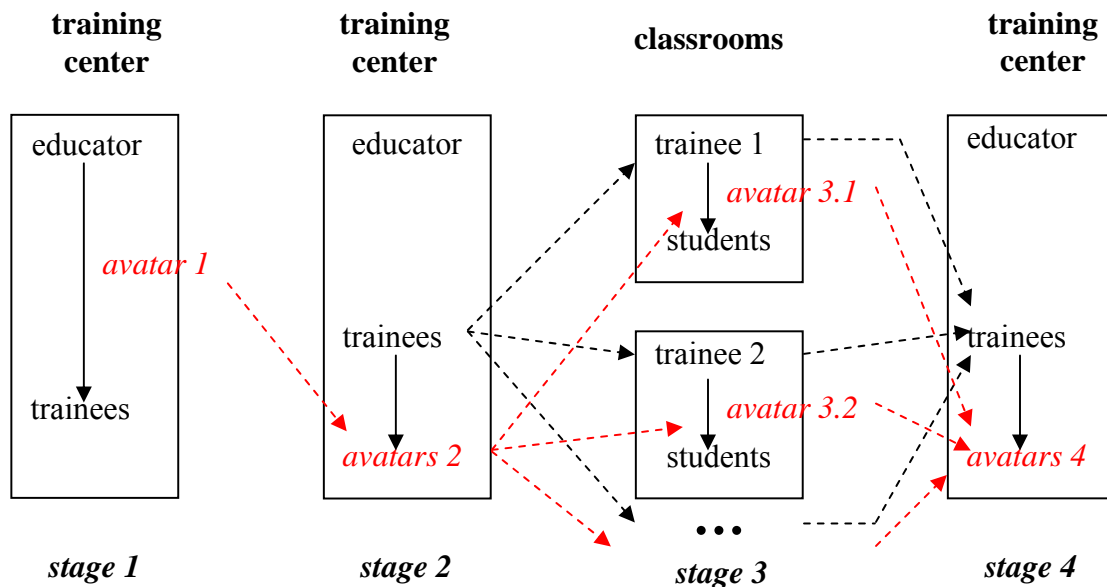 training
center
training
center
classrooms
training
center
educator
avatar 1
trainees
educator
trainees
avatars 2
trainee 1
avatar 3.1
students
trainee 2
avatar 3.2
students
...
educator
trainees
avatars 4
stage 1
stage 2
stage 3
stage 4